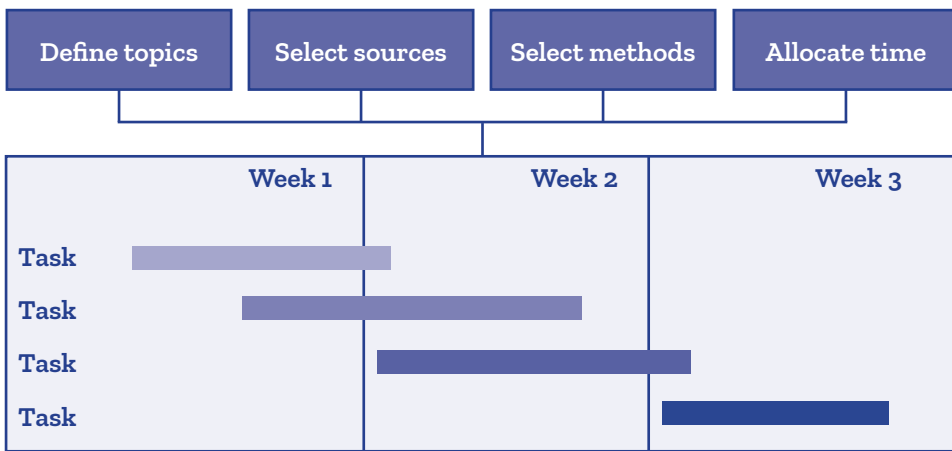 Define topics
Select sources
Select methods
Allocate time
Week 1
Week 2
Week 3
Task
Task
Task
Task